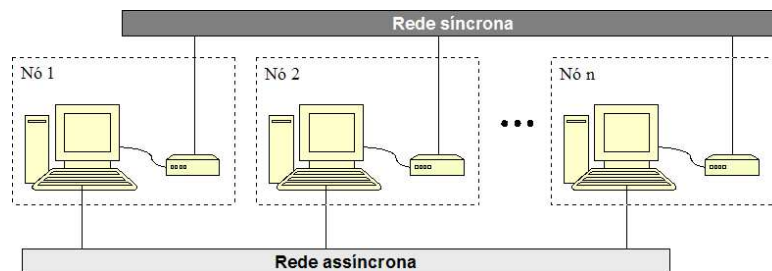 Rede síncrona
Nó 1
Nó 2
Nó n
Rede assíncrona